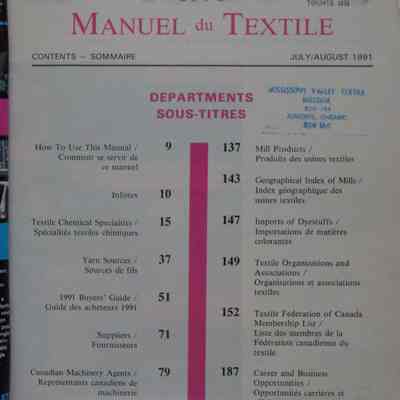 MANUEL du TEXTILE
CONTENTS – SOMMAIRE
JULY/AUGUST 1991
DEPARTMENTS
SOUS-TITRES
MISSISSIPPI VALLEY TEXTILE
MUSEUM
ALMONTE, ONTARIO
How To Use This Manual / 9
Comment se servir de
ce manuel
Infotex 10
Textile Chemical Specialties / 15
Spécialités textiles chimiques
Yarn Sources / 37
Sources de fils
1991 Buyers' Guide / 51
Guide des acheteurs 1991
Suppliers / 71
Fournisseurs
Canadian Machinery Agents / 79
Représentants canadiens de
machinerie
137 Mill Products /
Produits des usines textiles
143 Geographical Index of Mills /
Index géographique des
usines textiles
147 Imports of Dyestuffs /
Importations de matières
colorantes
149 Textile Organizations and
Associations /
Organisations et associations
textiles
152 Textile Federation of Canada
Membership List /
Liste des membres de la
Fédération canadienne du
textile
187 Career and Business
Opportunities /
Opportunités carrières et